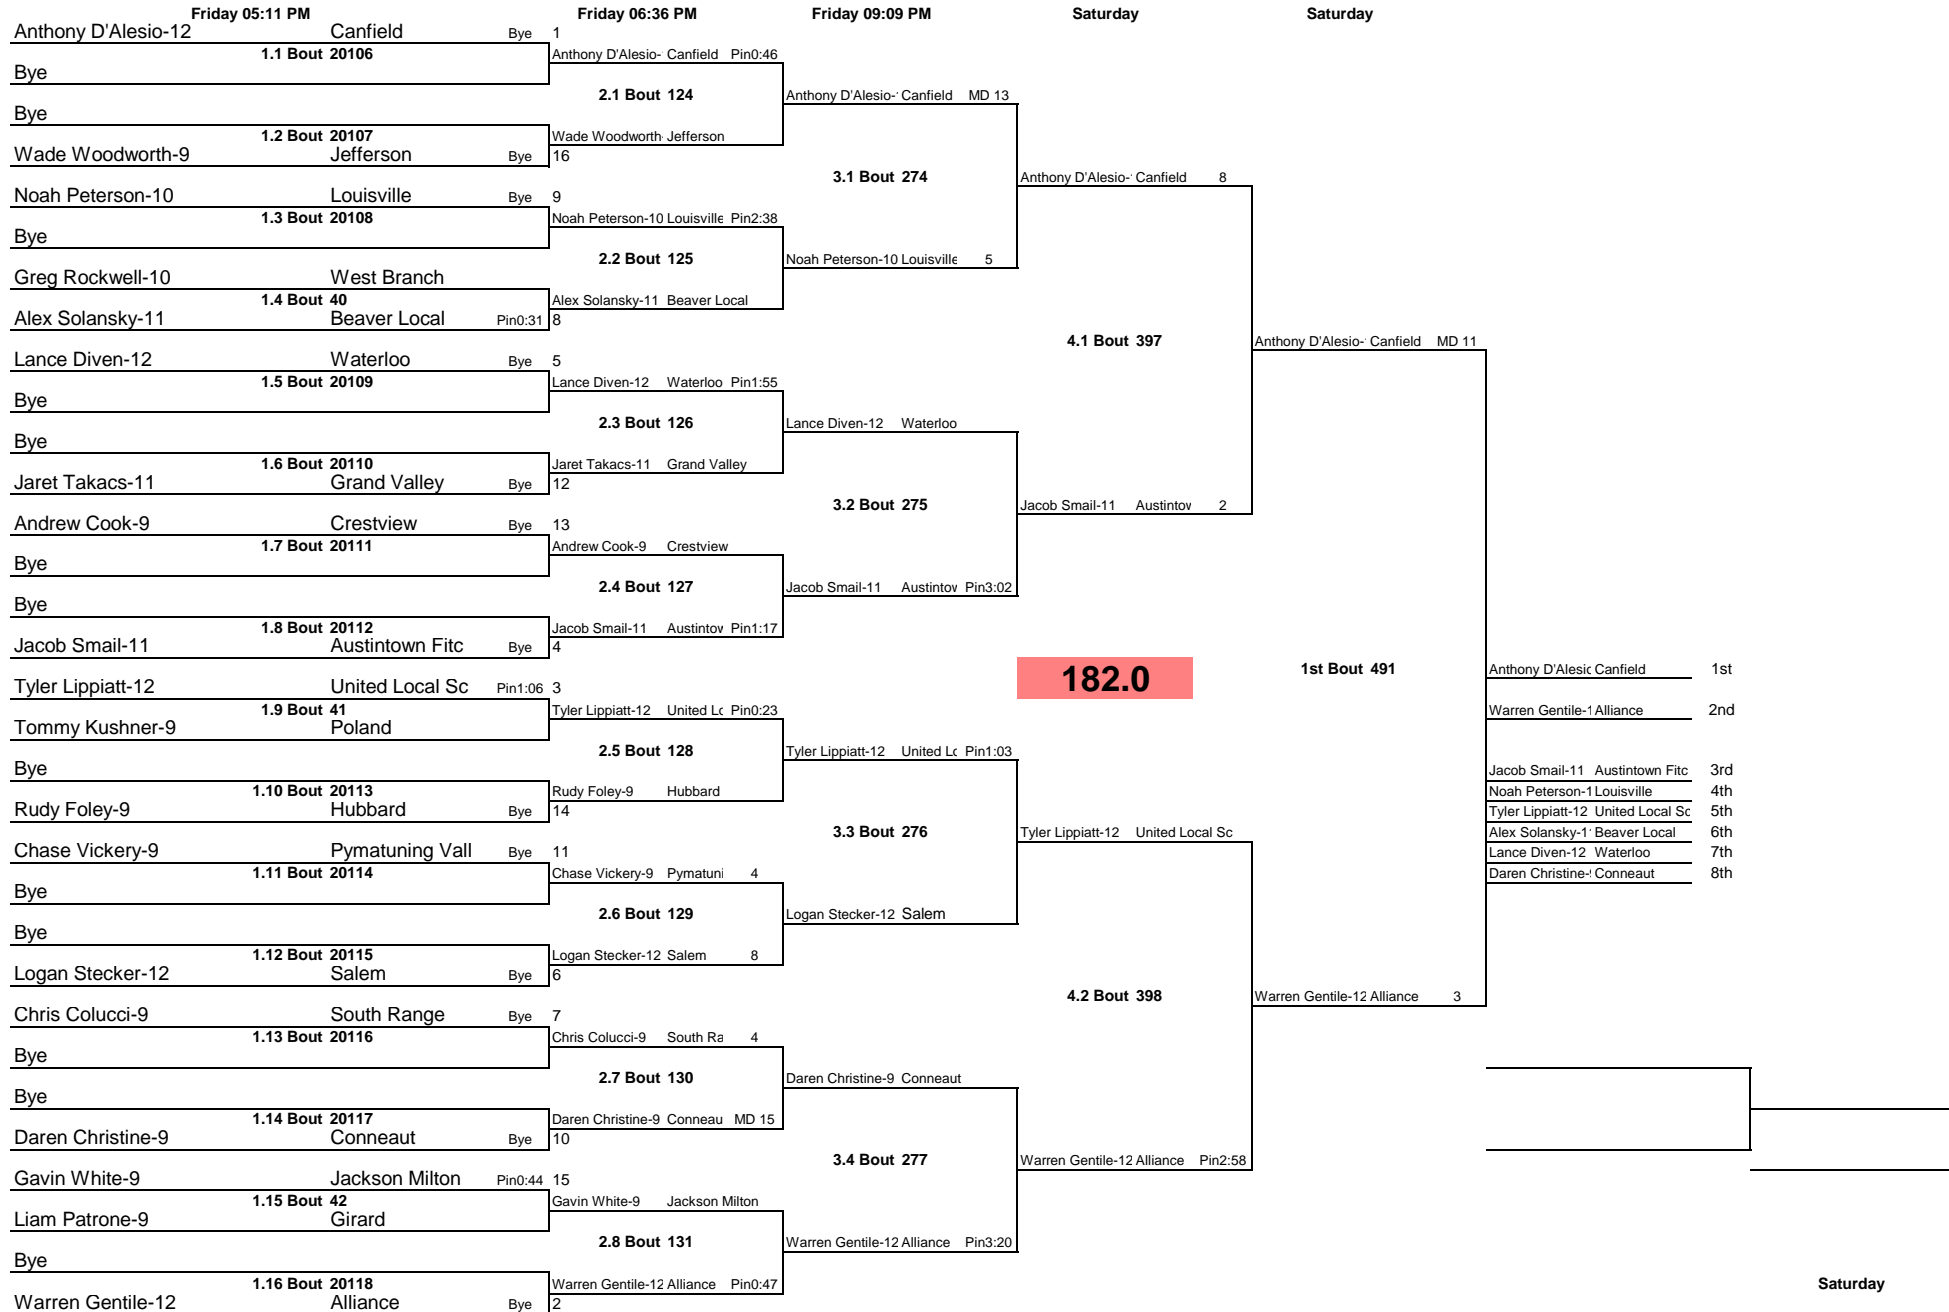 Friday 05:11 PM Friday 06:36 PM Friday 09:09 PM Saturday Saturday
Anthony D'Alesio-12 Canfield Bye 1
1.1 Bout 20106 Anthony D'Alesio- Canfield Pin0:46
Bye
2.1 Bout 124 Anthony D'Alesio- Canfield MD 13
Bye
1.2 Bout 20107 Wade Woodworth- Jefferson
Wade Woodworth-9 Jefferson Bye 16
3.1 Bout 274 Anthony D'Alesio- Canfield 8
Noah Peterson-10 Louisville Bye 9
1.3 Bout 20108 Noah Peterson-10 Louisville Pin2:38
Bye
2.2 Bout 125 Noah Peterson-10 Louisville 5
Greg Rockwell-10 West Branch
1.4 Bout 40 Alex Solansky-11 Beaver Local
Alex Solansky-11 Beaver Local Pin0:31 8
4.1 Bout 397 Anthony D'Alesio- Canfield MD 11
Lance Diven-12 Waterloo Bye 5
1.5 Bout 20109 Lance Diven-12 Waterloo Pin1:55
Bye
2.3 Bout 126 Lance Diven-12 Waterloo
Bye
1.6 Bout 20110 Jaret Takacs-11 Grand Valley
Jaret Takacs-11 Grand Valley Bye 12
3.2 Bout 275 Jacob Smail-11 Austintow 2
Andrew Cook-9 Crestview Bye 13
1.7 Bout 20111 Andrew Cook-9 Crestview
Bye
2.4 Bout 127 Jacob Smail-11 Austintow Pin3:02
Bye
1.8 Bout 20112 Jacob Smail-11 Austintow Pin1:17
Jacob Smail-11 Austintown Fitc Bye 4
182.0 1st Bout 491 Anthony D'Alesic Canfield 1st
Tyler Lippiatt-12 United Local Sc Pin1:06 3
1.9 Bout 41 Tyler Lippiatt-12 United Lc Pin0:23 Warren Gentile-1 Alliance 2nd
Tommy Kushner-9 Poland
2.5 Bout 128 Tyler Lippiatt-12 United Lc Pin1:03
Bye Jacob Smail-11 Austintown Fitc 3rd
1.10 Bout 20113 Rudy Foley-9 Hubbard Noah Peterson-1 Louisville 4th
Rudy Foley-9 Hubbard Bye 14 Tyler Lippiatt-12 United Local Sc 5th
3.3 Bout 276 Tyler Lippiatt-12 United Local Sc Alex Solansky-1 Beaver Local 6th
Chase Vickery-9 Pymatuning Vall Bye 11 Lance Diven-12 Waterloo 7th
1.11 Bout 20114 Chase Vickery-9 Pymatuni 4 Daren Christine- Conneaut 8th
Bye
2.6 Bout 129 Logan Stecker-12 Salem
Bye
1.12 Bout 20115 Logan Stecker-12 Salem 8
Logan Stecker-12 Salem Bye 6
4.2 Bout 398 Warren Gentile-12 Alliance 3
Chris Colucci-9 South Range Bye 7
1.13 Bout 20116 Chris Colucci-9 South Ra 4
Bye
2.7 Bout 130 Daren Christine-9 Conneaut
Bye
1.14 Bout 20117 Daren Christine-9 Conneau MD 15
Daren Christine-9 Conneaut Bye 10
3.4 Bout 277 Warren Gentile-12 Alliance Pin2:58
Gavin White-9 Jackson Milton Pin0:44 15
1.15 Bout 42 Gavin White-9 Jackson Milton
Liam Patrone-9 Girard
2.8 Bout 131 Warren Gentile-12 Alliance Pin3:20
Bye
1.16 Bout 20118 Warren Gentile-12 Alliance Pin0:47 Saturday
Warren Gentile-12 Alliance Bye 2